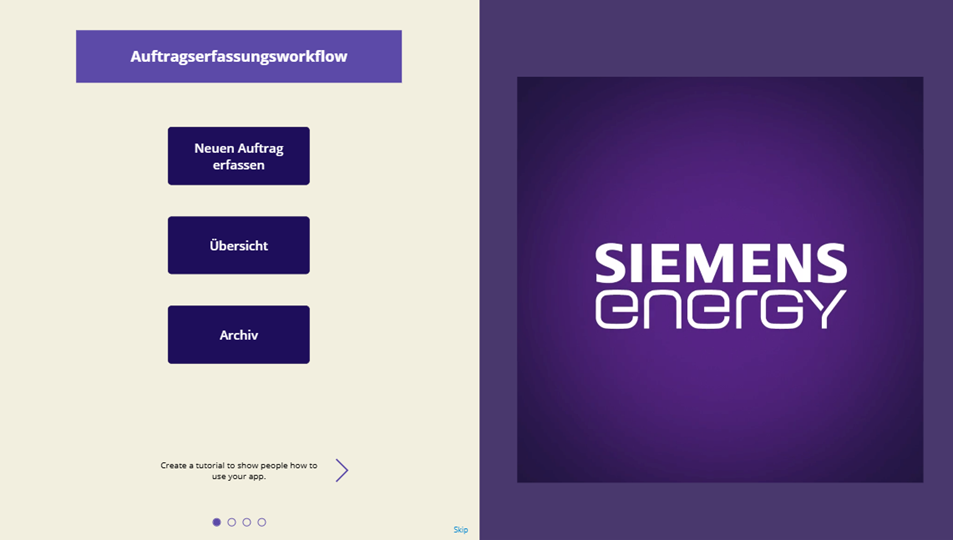 Auftragserfassungsworkflow
Neuen Auftrag
erfassen
Übersicht
Archiv
Create a tutorial to show people how to
use your app.
Skip
SIEMENS
energy